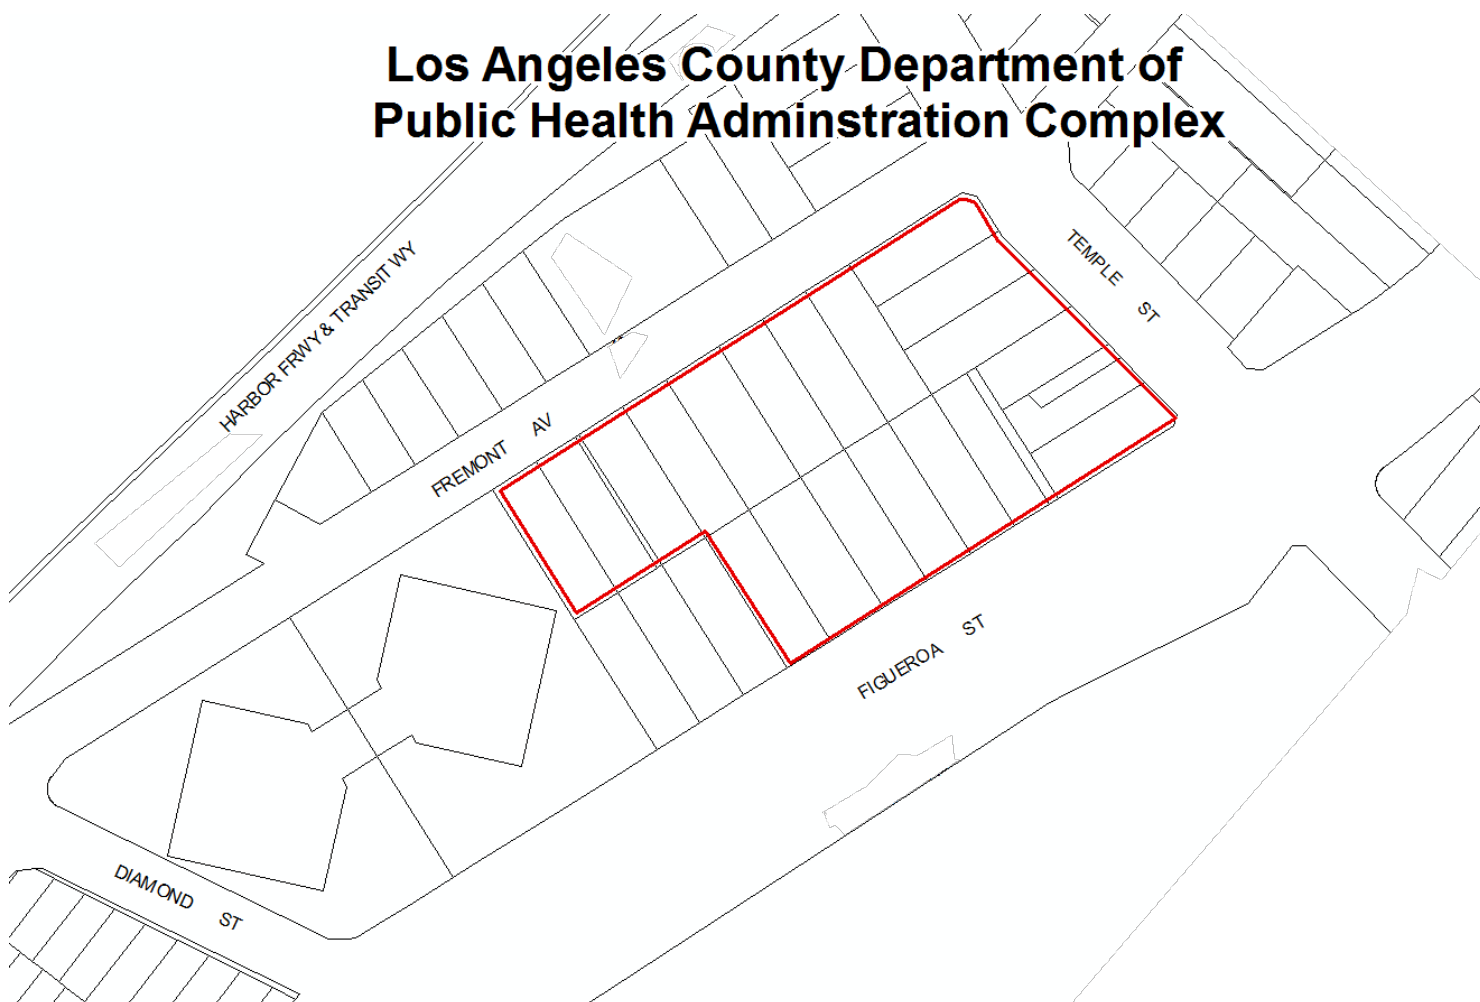 Los Angeles County Department of
Public Health Adminstration Complex
HARBOR FRWY & TRANSIT WY
TEMPLE ST
FREMONT AV
FIGUEROA ST
DIAMOND ST